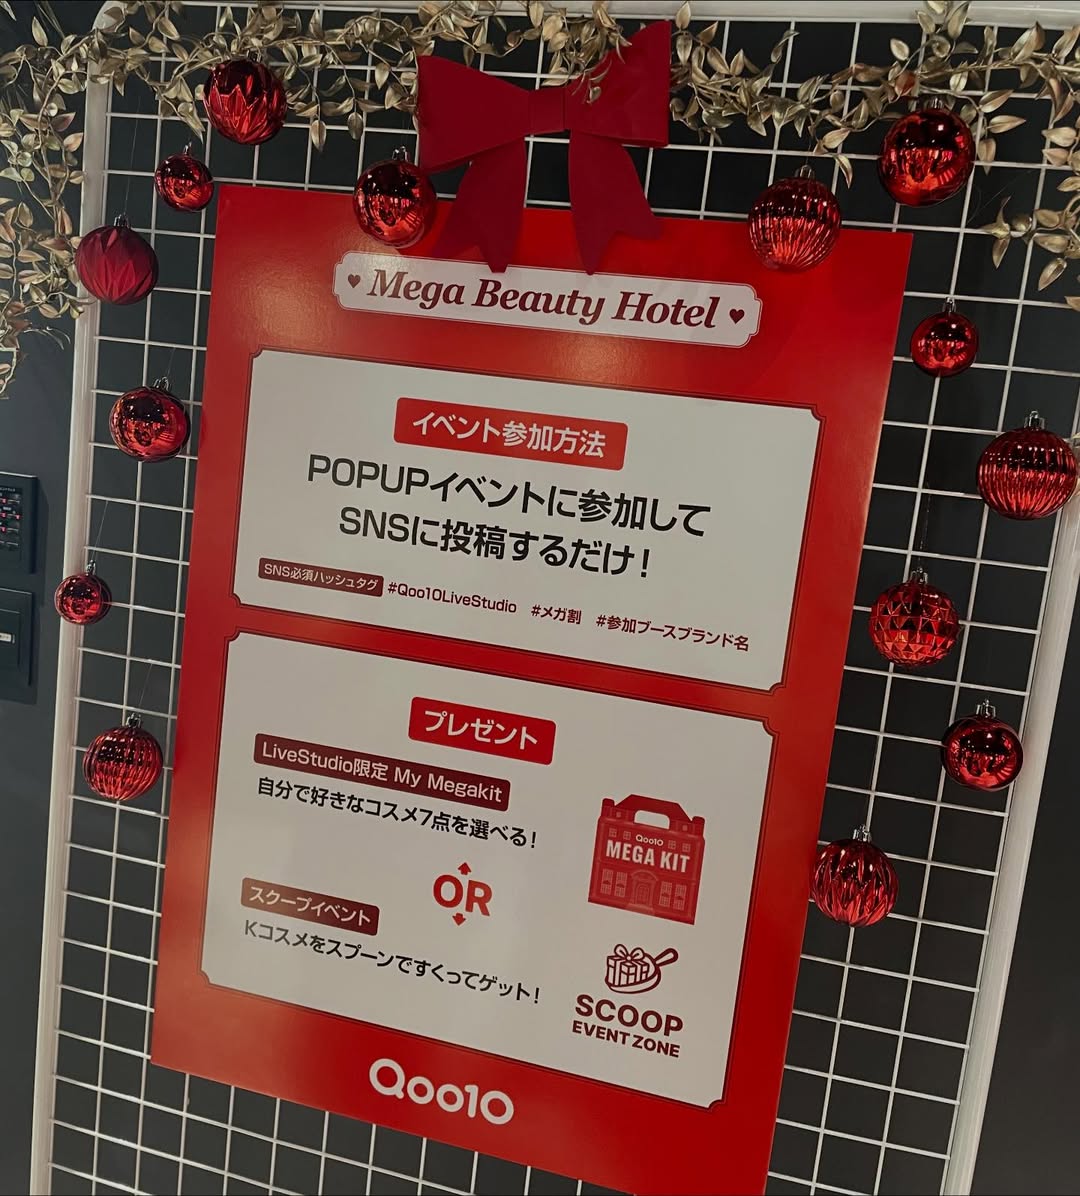 Mega Beauty Hotel
イベント参加方法
POPUPイベントに参加して
SNSに投稿するだけ!
SNS必須ハッシュタグ #Qoo10LiveStudio #メガ割 #参加ブースブランド名
プレゼント
LiveStudio限定 My Megakit
自分で好きなコスメ7点を選べる!
Qoo10
MEGA KIT
OR
スクープイベント
Kコスメをスプーンですくってゲット!
SCOOP
EVENT ZONE
Qoo10